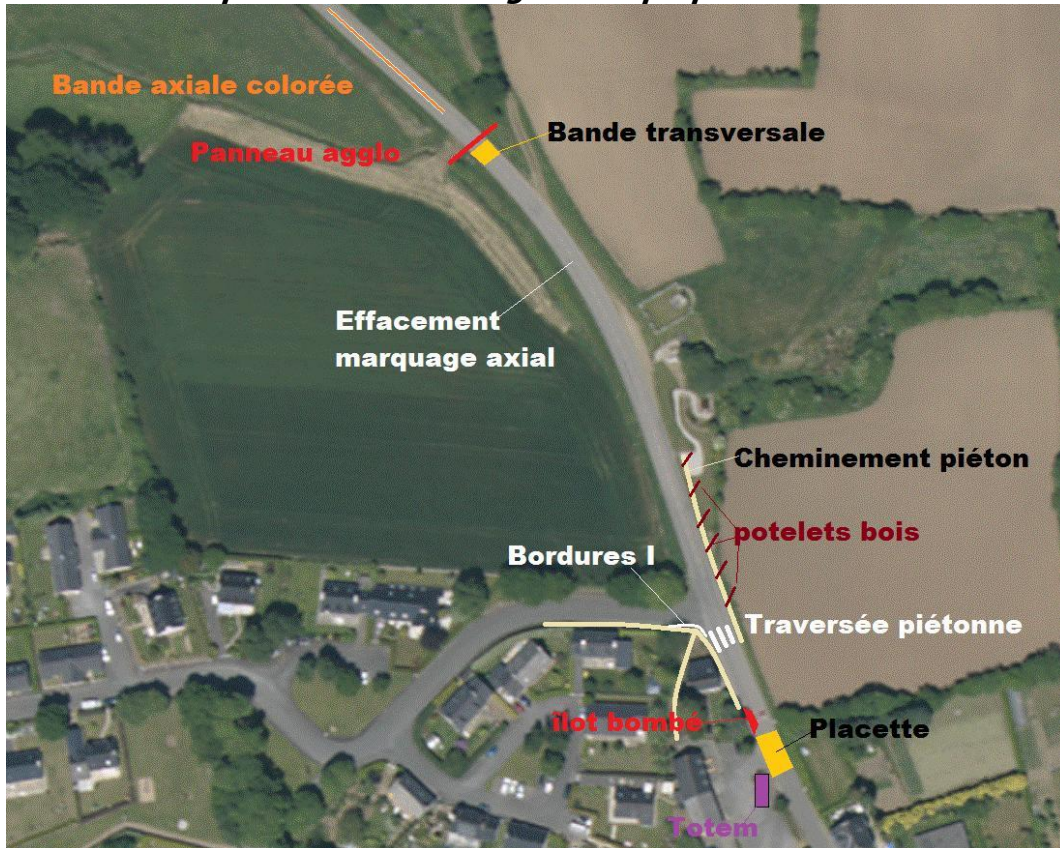 Bande axiale colorée
Bande transversale
Panneau agglo
Effacement
marquage axial
Cheminement piéton
potelets bois
Bordures I
Traversée piétonne
îlot bombé
Placette
Totem